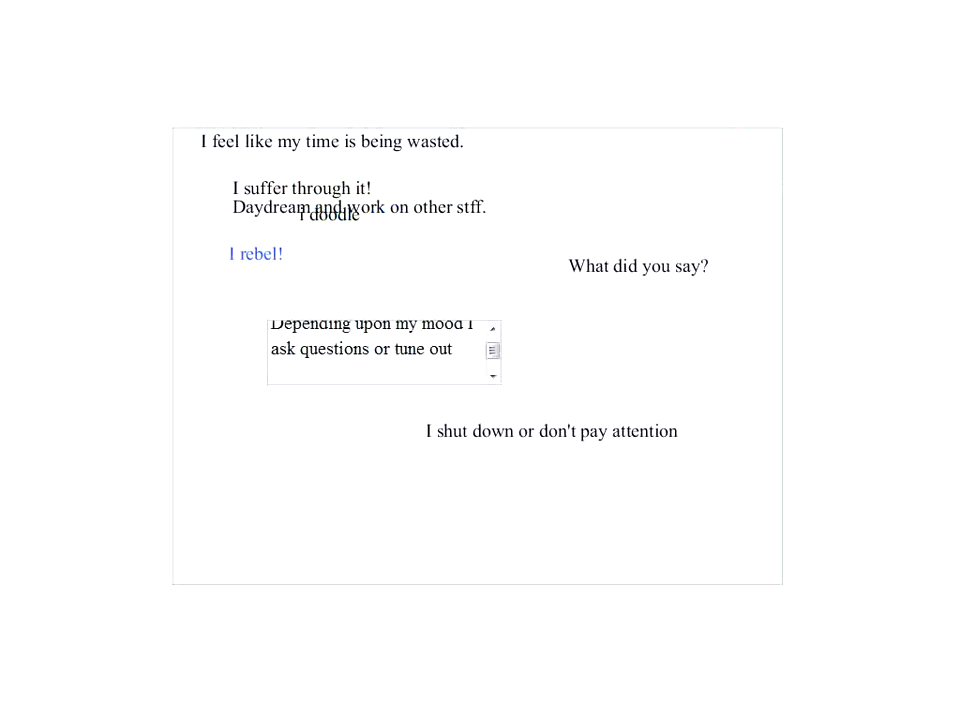 I feel like my time is being wasted.
I suffer through it!
Daydream and work on other stff.
I doodle
I rebel!
What did you say?
Depending upon my mood I
ask questions or tune out
I shut down or don't pay attention